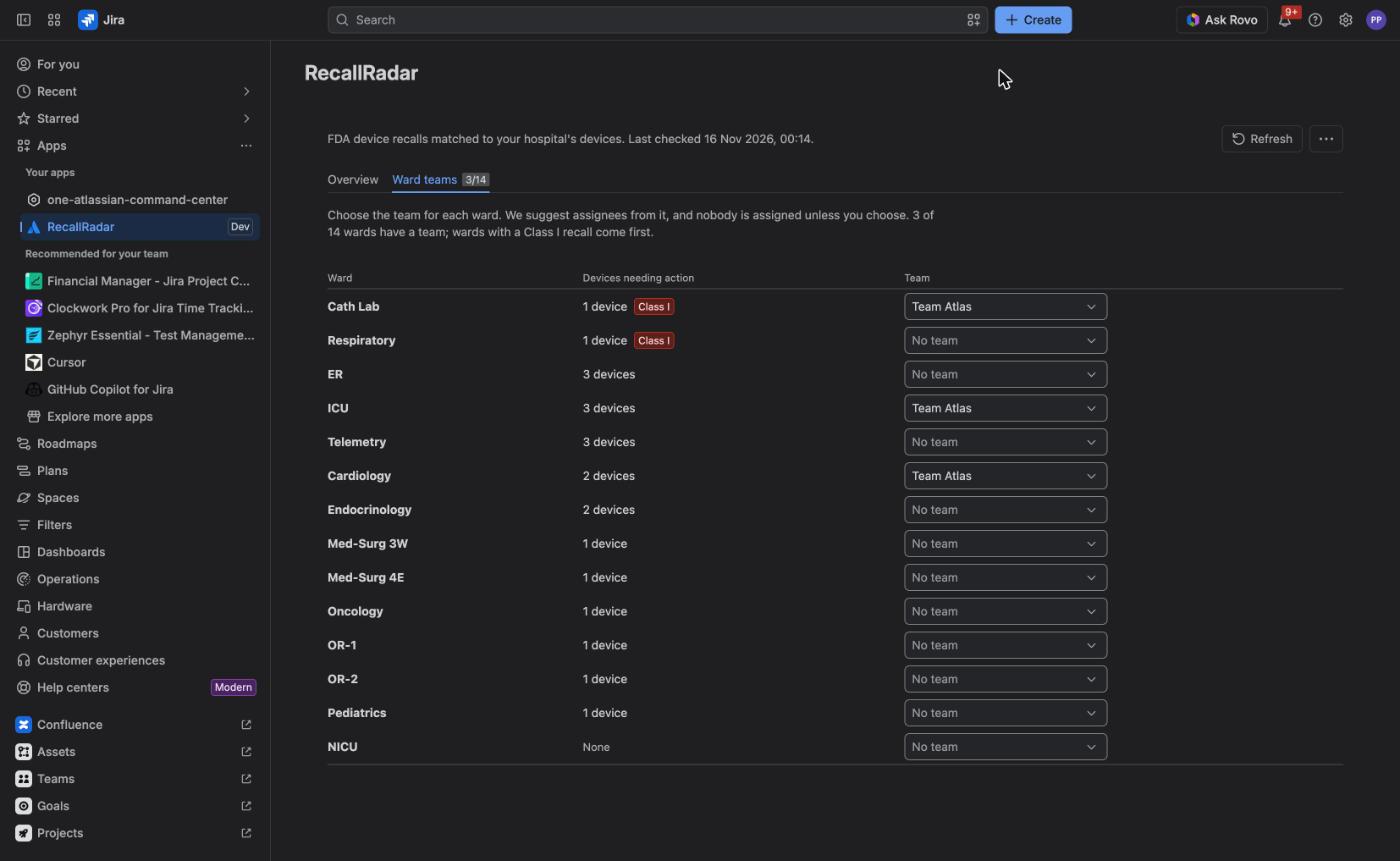 Jira
Search
Create
Ask Rovo
9+
PP
For you
Recent
Starred
Apps
Your apps
one-atlassian-command-center
RecallRadar
Dev
Recommended for your team
Financial Manager - Jira Project C...
Clockwork Pro for Jira Time Tracki...
Zephyr Essential - Test Manageme...
Cursor
GitHub Copilot for Jira
Explore more apps
Roadmaps
Plans
Spaces
Filters
Dashboards
Operations
Hardware
Customers
Customer experiences
Help centers
Modern
Confluence
Assets
Teams
Goals
Projects
RecallRadar
FDA device recalls matched to your hospital's devices. Last checked 16 Nov 2026, 00:14.
Refresh
Overview
Ward teams 3/14
Choose the team for each ward. We suggest assignees from it, and nobody is assigned unless you choose. 3 of
14 wards have a team; wards with a Class I recall come first.
Ward Devices needing action Team
Cath Lab 1 device Class I Team Atlas
Respiratory 1 device Class I No team
ER 3 devices No team
ICU 3 devices Team Atlas
Telemetry 3 devices No team
Cardiology 2 devices Team Atlas
Endocrinology 2 devices No team
Med-Surg 3W 1 device No team
Med-Surg 4E 1 device No team
Oncology 1 device No team
OR-1 1 device No team
OR-2 1 device No team
Pediatrics 1 device No team
NICU None No team